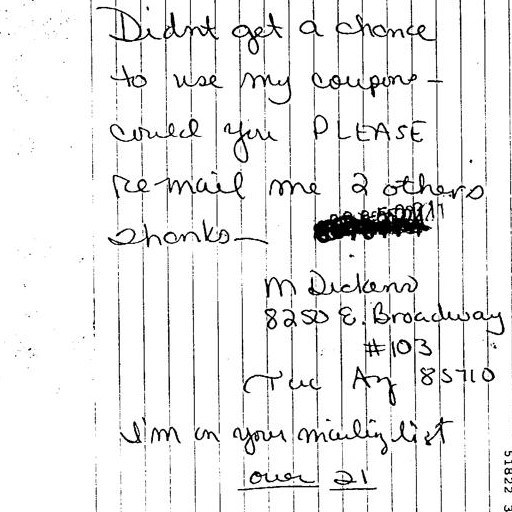 Didnt get a chance
to use my coupons -
could you PLEASE
re-mail me 2 others
Thanks -
M Dickens
8250 E. Broadway
#103
Tuc Az 85710
I'm on your mailing list
over 21
51822 3